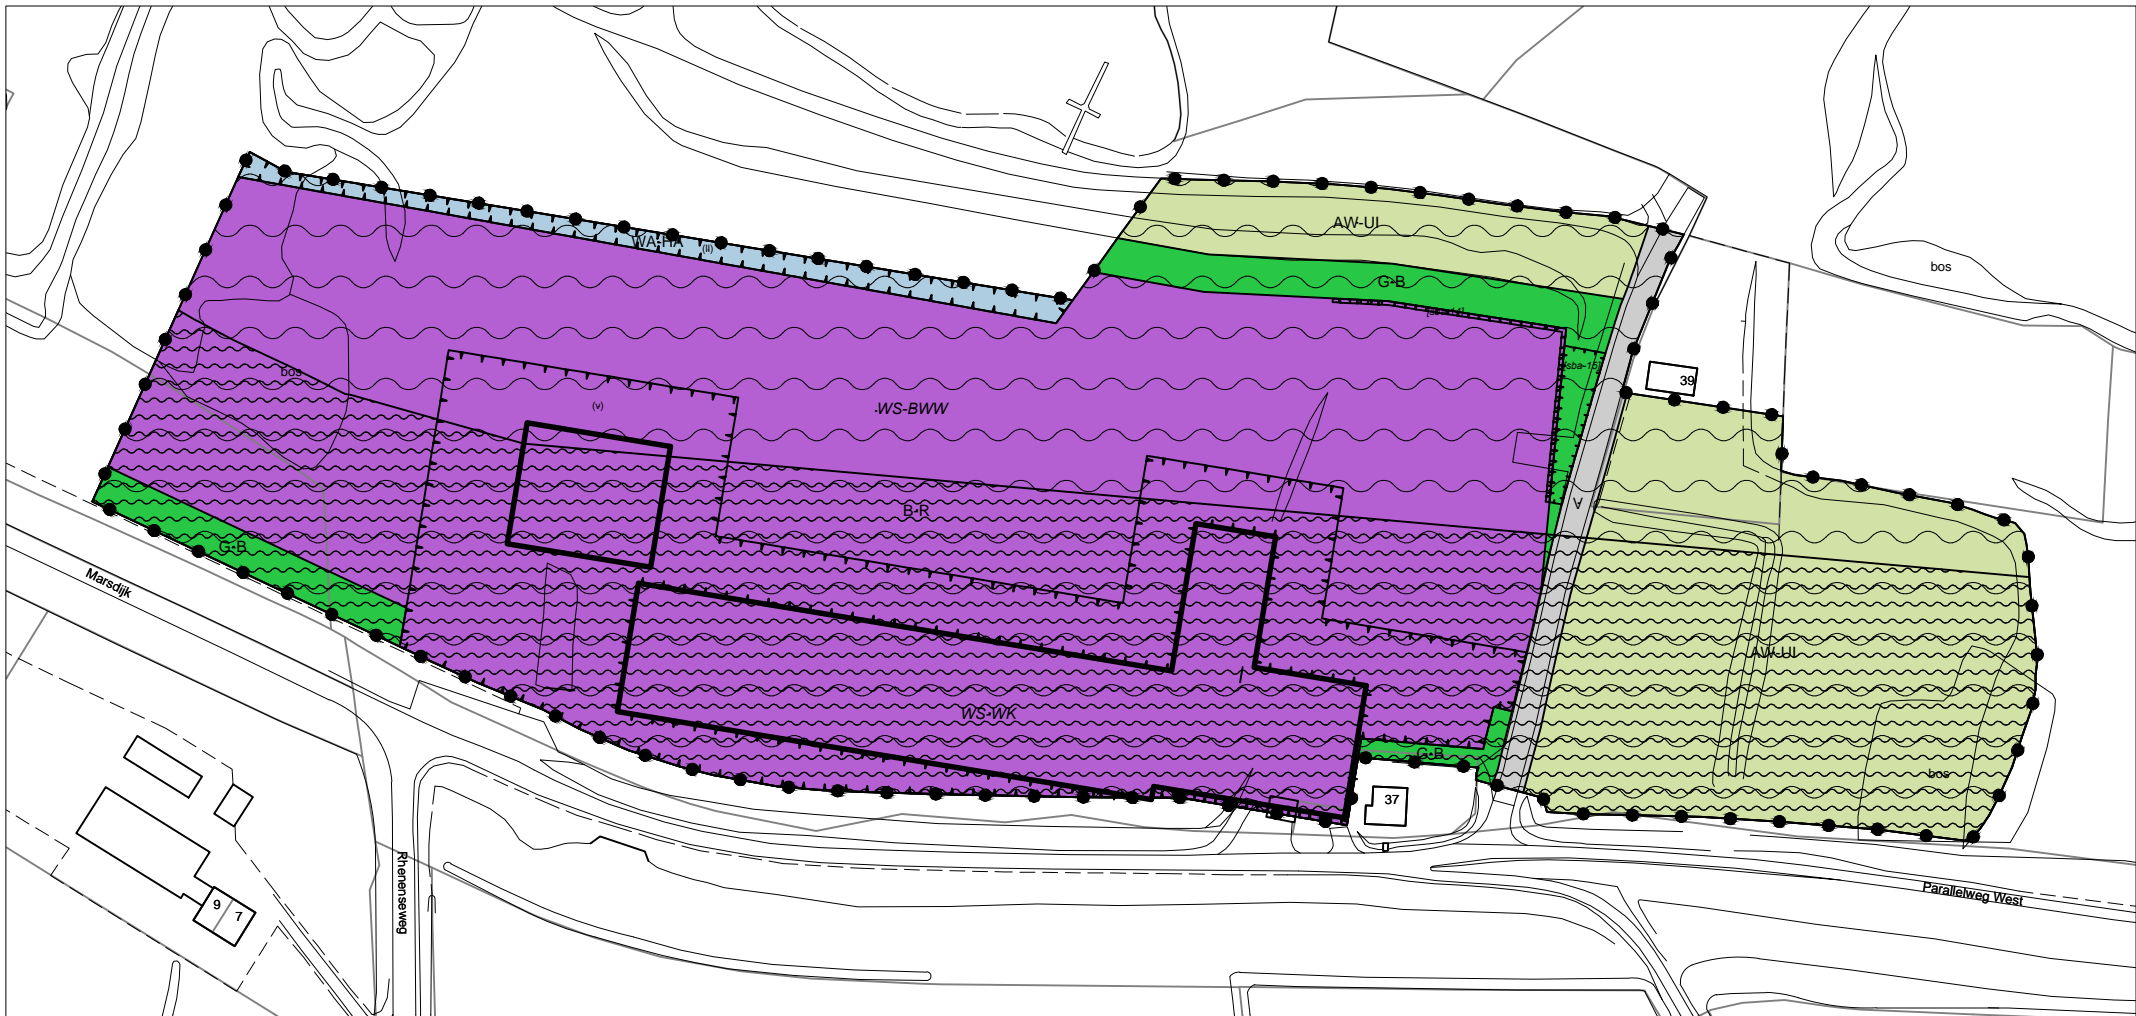 AW-UI
WA-HA
(li)
bos
G-B
[sba-15]
bos
39
(v)
WS-BWW
V
B-R
G-B
Marsdijk
AW-UI
WS-WK
G-B
bos
37
Rhenenseweg
Parallelweg West
9
7